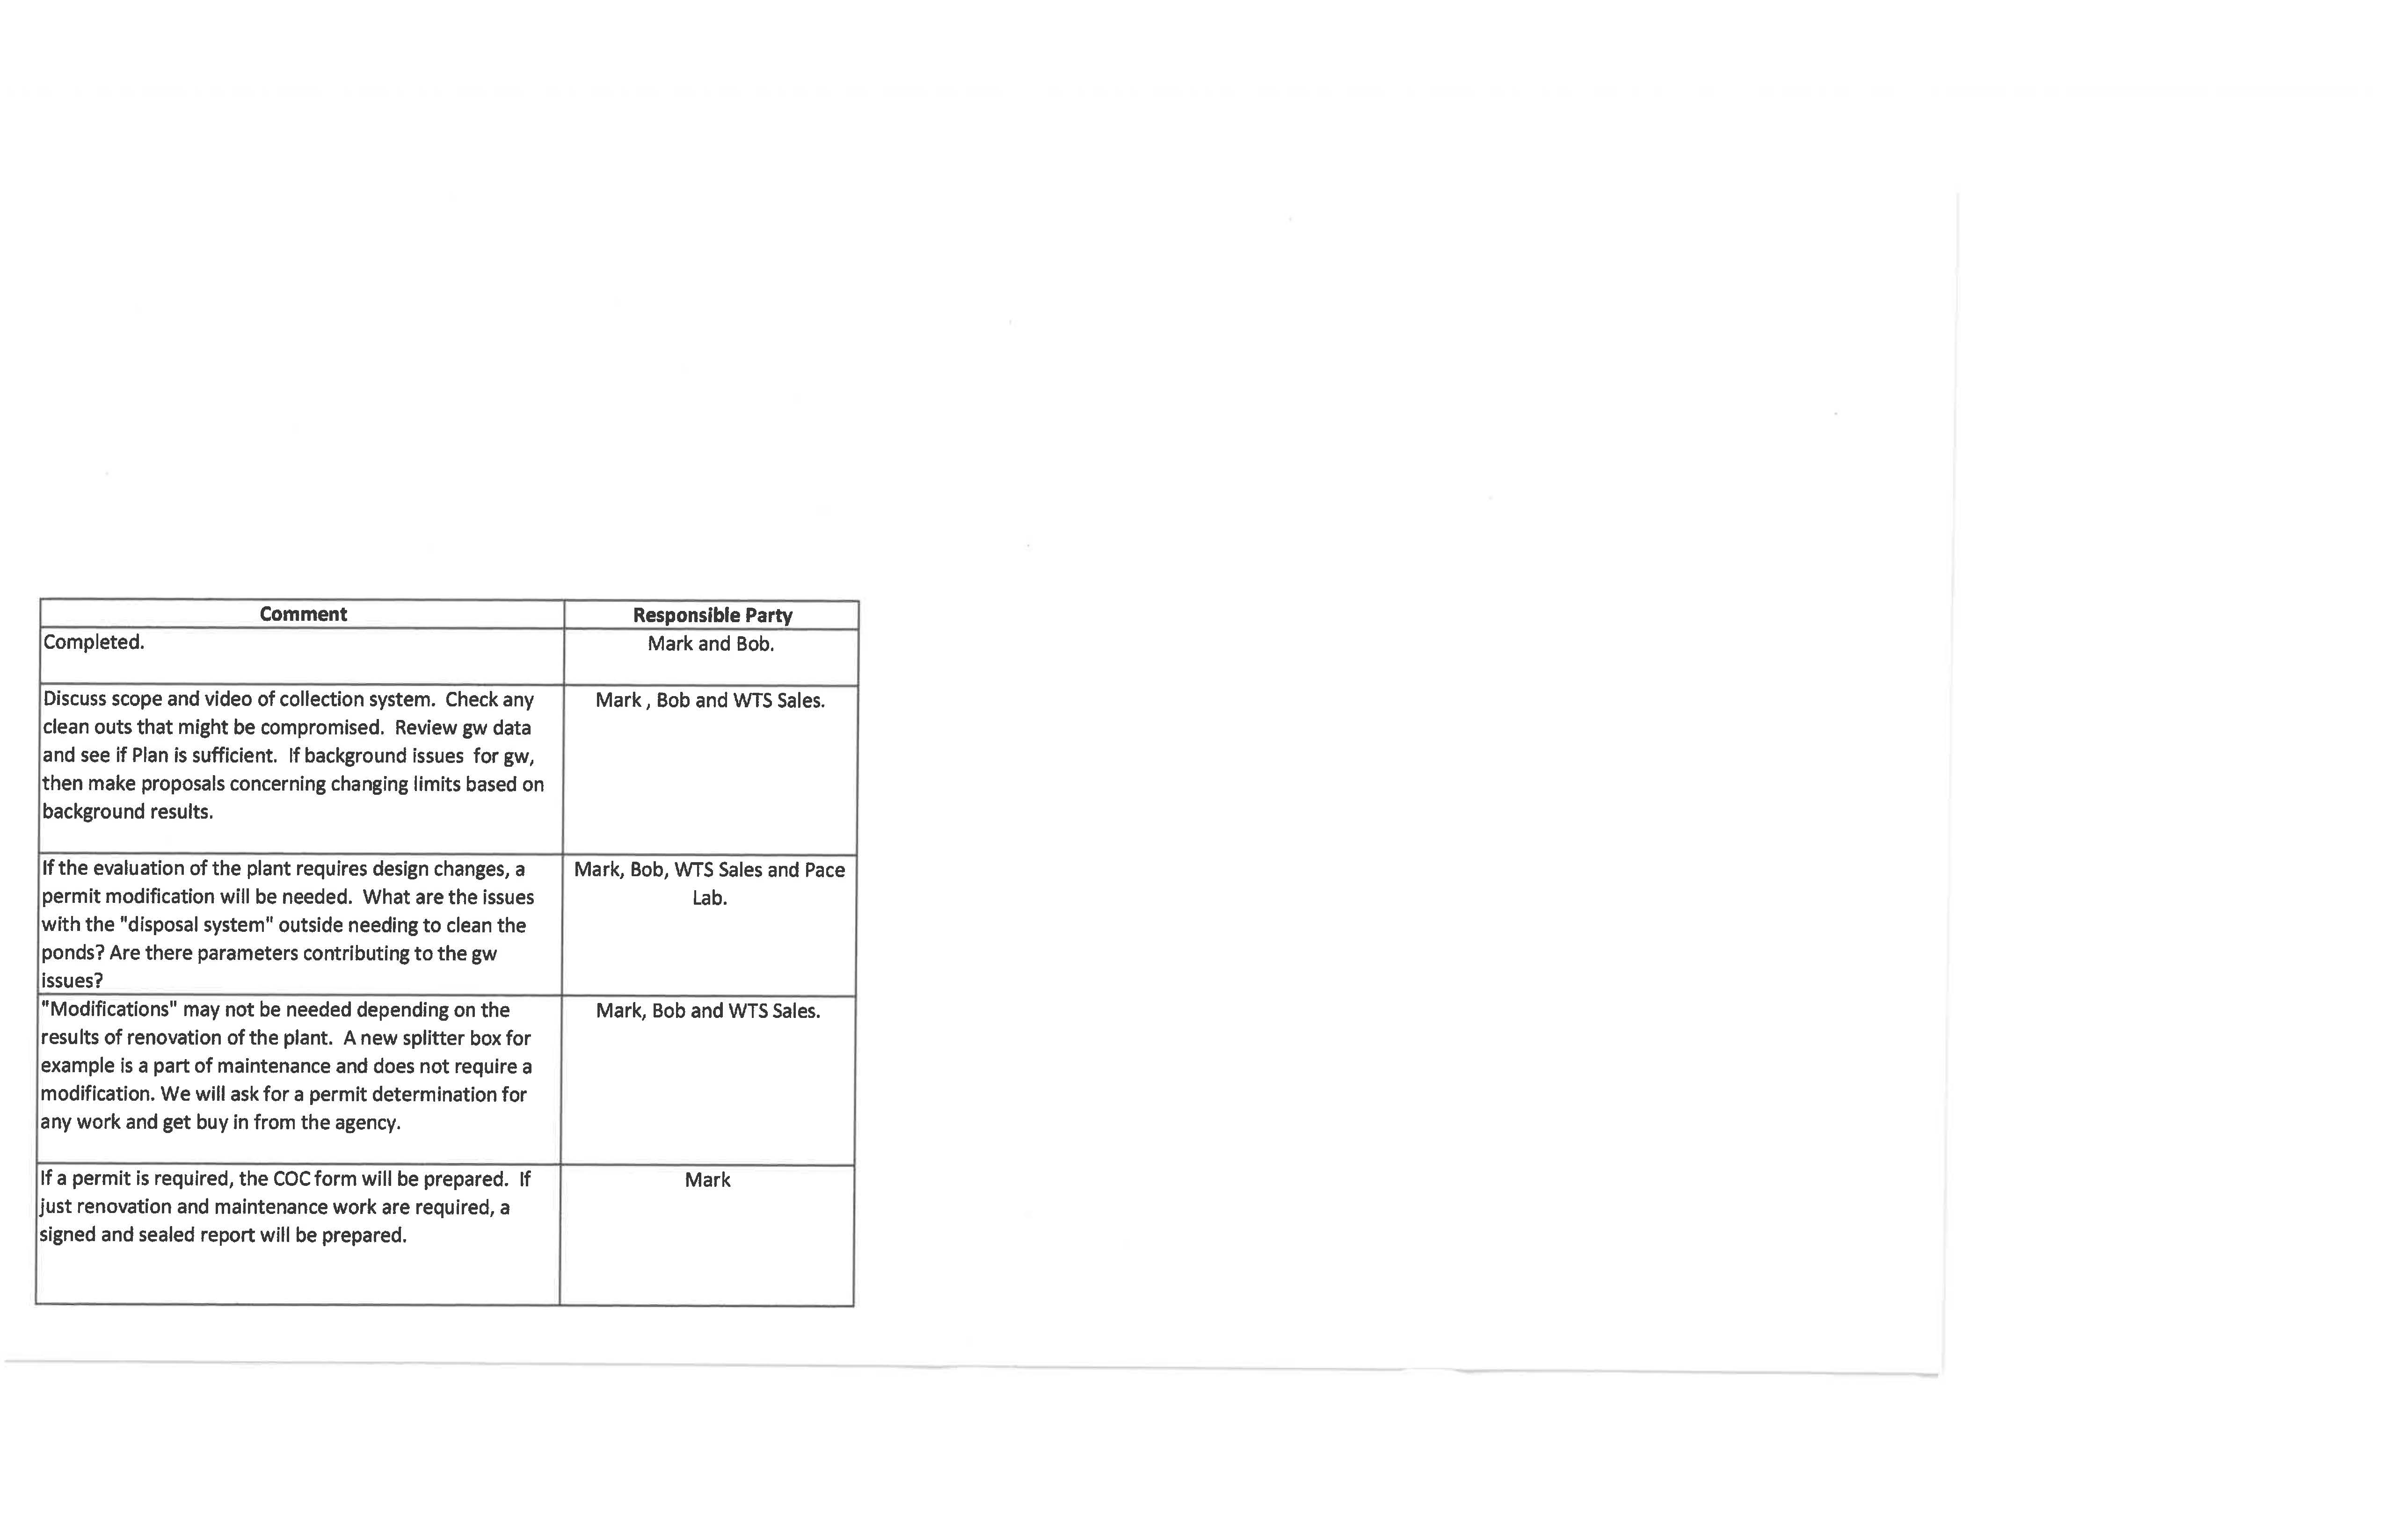 Comment Responsible Party
Completed. Mark and Bob.
Discuss scope and video of collection system. Check any Mark , Bob and WTS Sales.
clean outs that might be compromised. Review gw data
and see if Plan is sufficient. If background issues for gw,
then make proposals concerning changing limits based on
background results.
If the evaluation of the plant requires design changes, a Mark, Bob, WTS Sales and Pace
permit modification will be needed. What are the issues Lab.
with the "disposal system" outside needing to clean the
ponds? Are there parameters contributing to the gw
issues?
"Modifications" may not be needed depending on the Mark, Bob and WTS Sales.
results of renovation of the plant. A new splitter box for
example is a part of maintenance and does not require a
modification. We will ask for a permit determination for
any work and get buy in from the agency.
If a permit is required, the COC form will be prepared. If Mark
just renovation and maintenance work are required, a
signed and sealed report will be prepared.